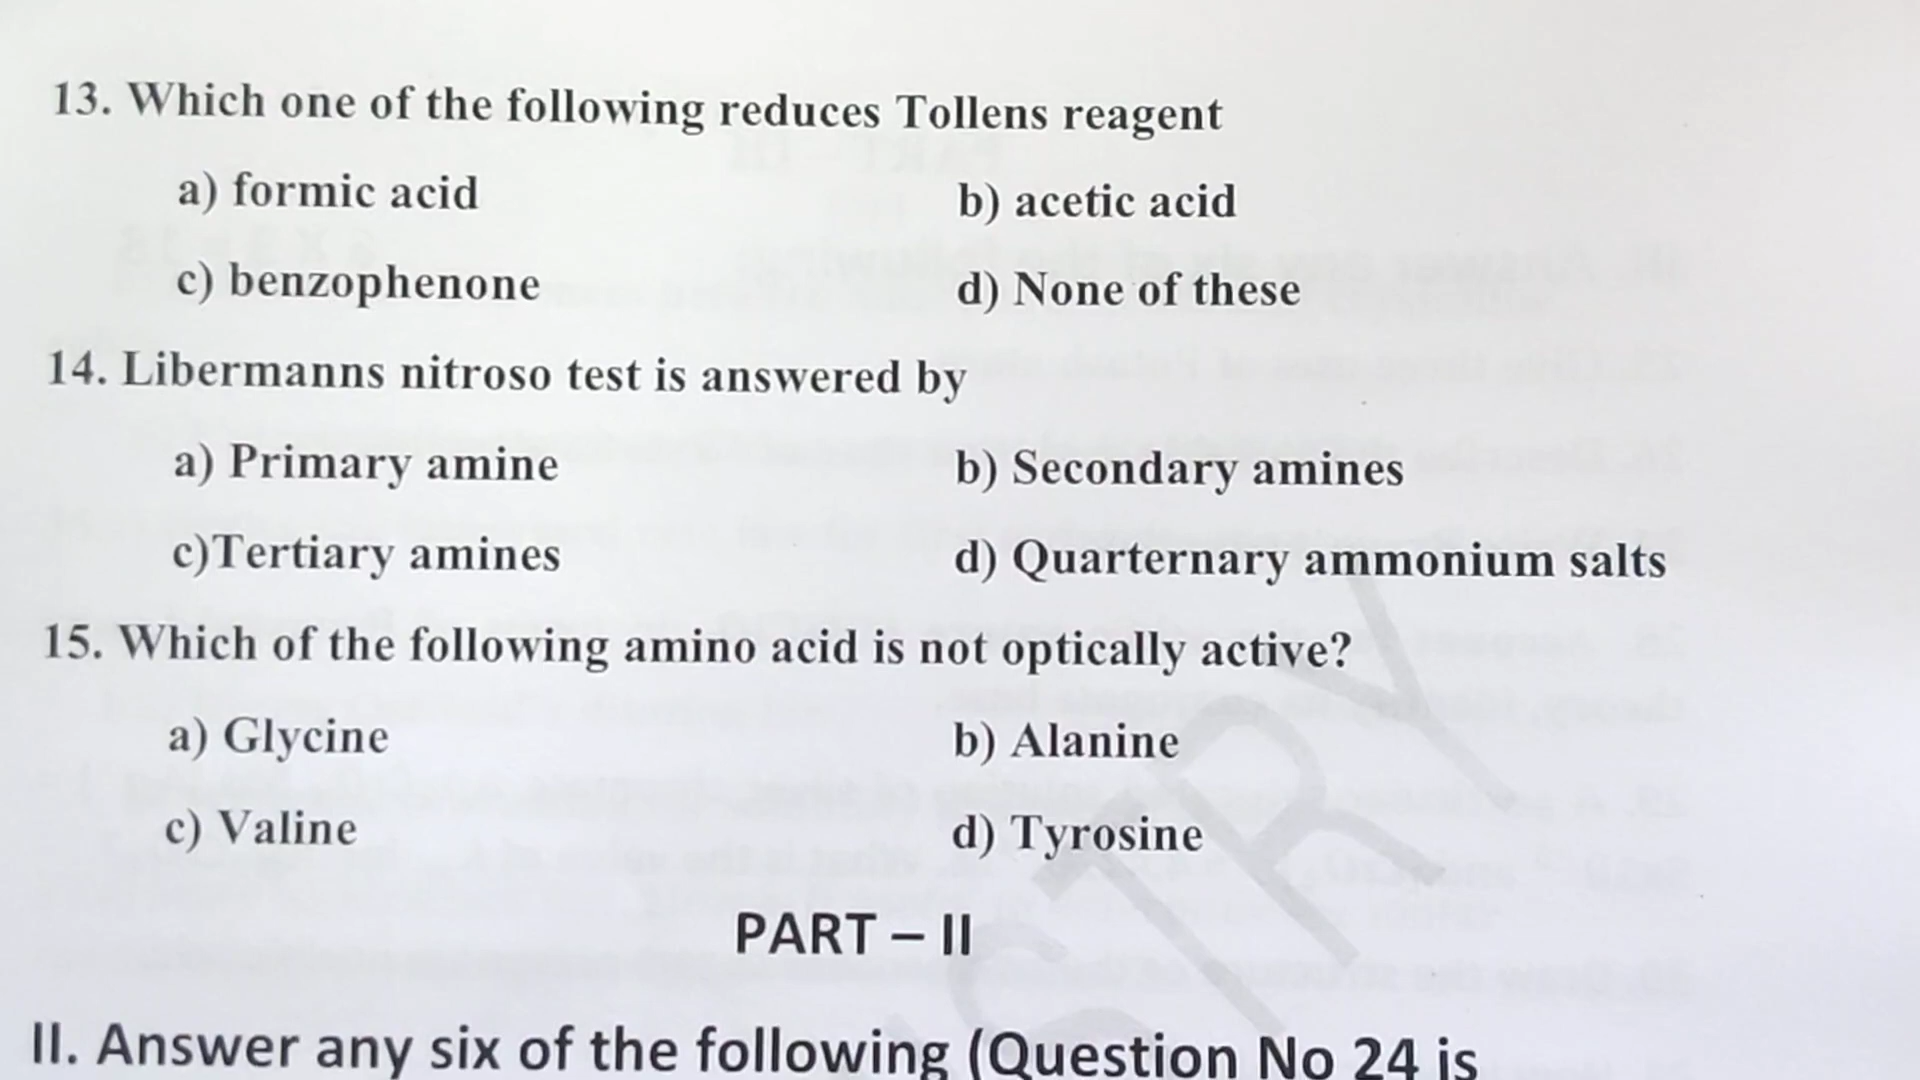 13. Which one of the following reduces Tollens reagent
a) formic acid b) acetic acid
c) benzophenone d) None of these
14. Libermanns nitroso test is answered by
a) Primary amine b) Secondary amines
c)Tertiary amines d) Quarternary ammonium salts
15. Which of the following amino acid is not optically active?
a) Glycine b) Alanine
c) Valine d) Tyrosine
PART – II
II. Answer any six of the following (Question No 24 is